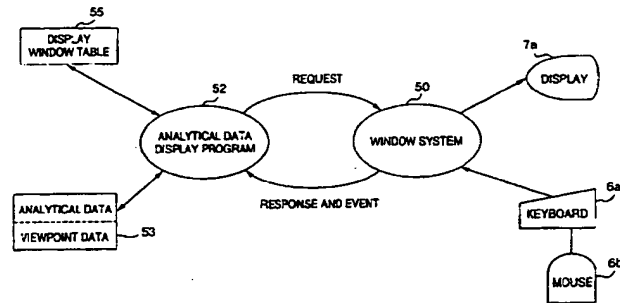 55
DISPLAY
WINDOW TABLE
52
ANALYTICAL DATA
DISPLAY PROGRAM
REQUEST
50
WINDOW SYSTEM
7a
DISPLAY
RESPONSE AND EVENT
ANALYTICAL DATA
VIEWPOINT DATA
53
6a
KEYBOARD
6b
MOUSE